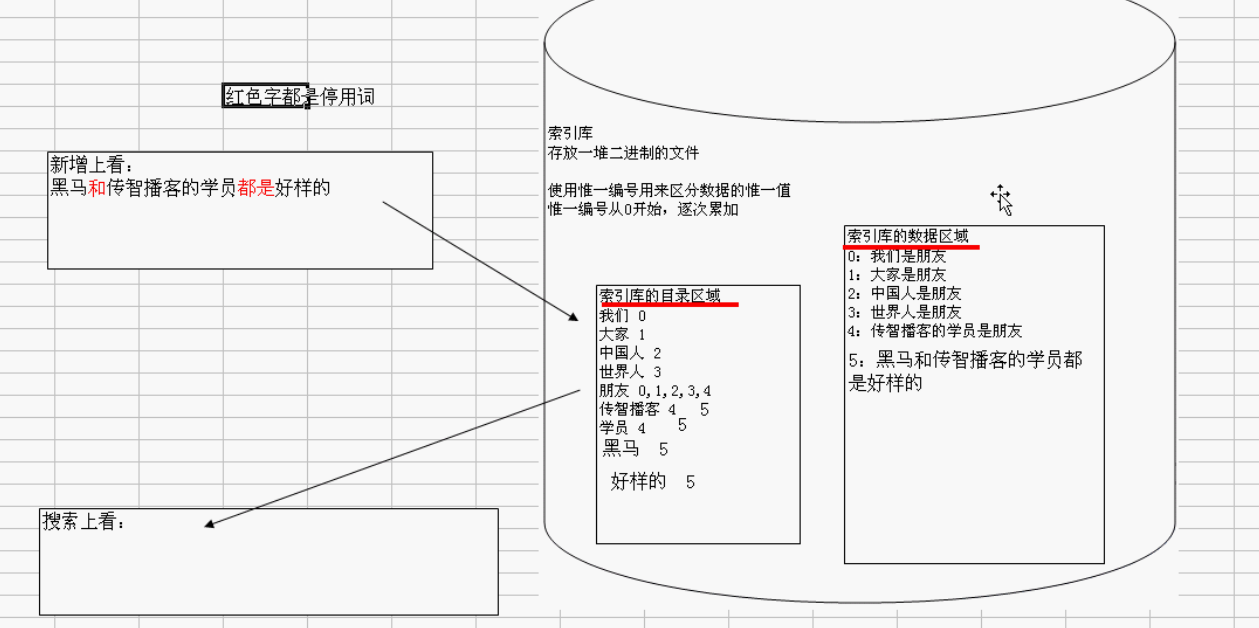 红色字都是停用词
新增上看：
黑马和传智播客的学员都是好样的
索引库
存放一堆二进制的文件
使用惟一编号用来区分数据的惟一值
惟一编号从0开始，逐次累加
索引库的目录区域
我们 0
大家 1
中国人 2
世界人 3
朋友 0,1,2,3,4
传智播客 4 5
学员 4 5
黑马 5
好样的 5
索引库的数据区域
0：我们是朋友
1：大家是朋友
2：中国人是朋友
3：世界人是朋友
4：传智播客的学员是朋友
5：黑马和传智播客的学员都
是好样的
搜索上看：